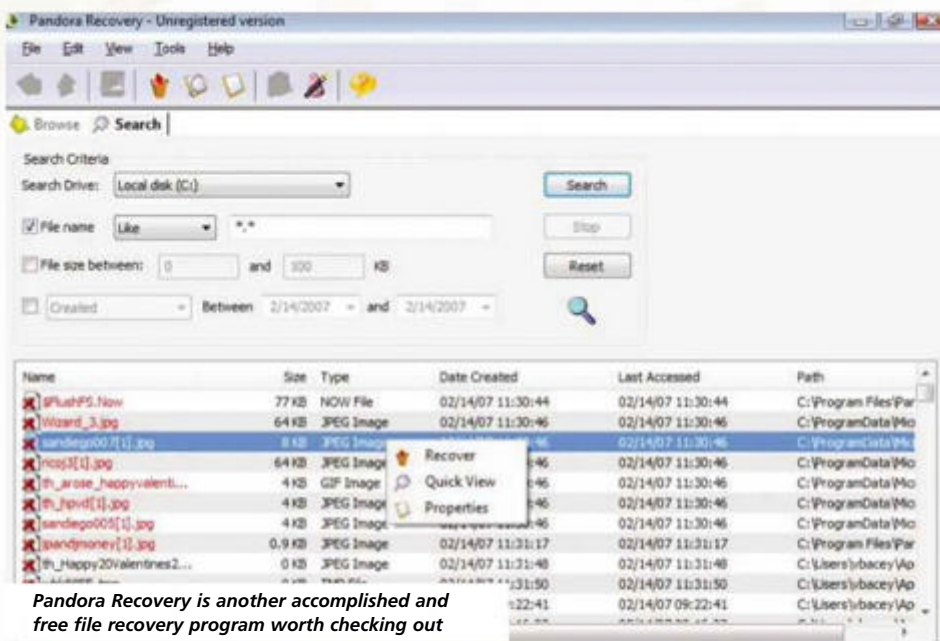 Pandora Recovery - Unregistered version
File Edit View Tools Help
Browse Search
Search Criteria
Search Drive: Local disk (C:)
Search
File name Like *.*
Stop
File size between: 0 and 100 KB
Reset
Created Between 2/14/2007 and 2/14/2007
Name Size Type Date Created Last Accessed Path
$FlushFS.Now 77 KB NOW File 02/14/07 11:30:44 02/14/07 11:30:44 C:\Program Files\Par
Wizard_3.jpg 64 KB JPEG Image 02/14/07 11:30:46 02/14/07 11:30:46 C:\ProgramData\Mic
sandiego007[1].jpg 8 KB JPEG Image :46 02/14/07 11:30:46 C:\ProgramData\Mic
64 KB JPEG Image :46 02/14/07 11:30:46 C:\ProgramData\Mic
th_arose_happyvalenti... 4 KB GIF Image :46 02/14/07 11:30:46 C:\ProgramData\Mic
th_hpvd[1].jpg 4 KB JPEG Image :46 02/14/07 11:30:46 C:\ProgramData\Mic
sandiego005[1].jpg 4 KB JPEG Image 02/14/07 11:30:46 C:\ProgramData\Mic
0.9 KB JPEG Image 02/14/07 11:31:17 02/14/07 11:31:17 C:\Program Files\Par
th_Happy20Valentines2... 0 KB JPEG Image 02/14/07 11:31:48 02/14/07 11:31:48 C:\Users\vbacey\Ap
:31:50 02/14/07 11:31:50 C:\Users\vbacey\Ap
:22:41 02/14/07 09:22:41 C:\Users\vbacey\Ap
Recover
Quick View
Properties
Pandora Recovery is another accomplished and
free file recovery program worth checking out